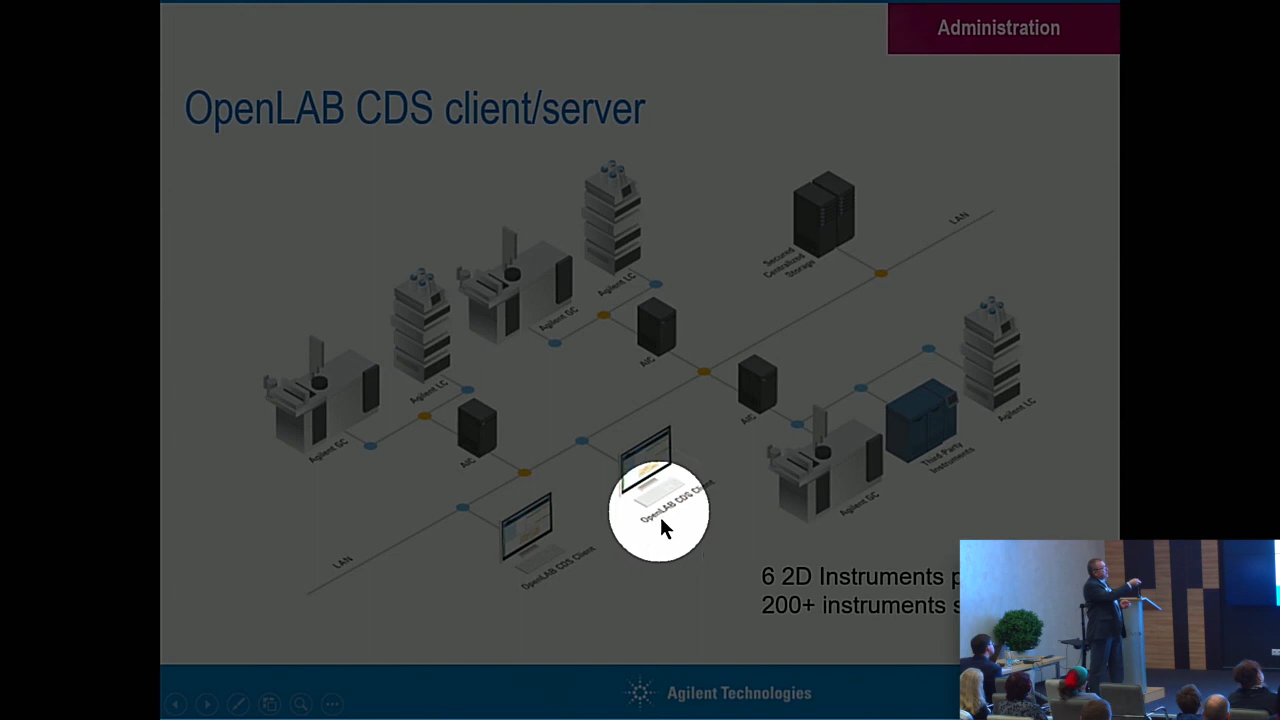 Administration
OpenLAB CDS client/server
Agilent LC
Secured
Centralized
Storage
LAN
Agilent GC
AIC
Agilent LC
Agilent GC
AIC
AIC
Agilent LC
Third Party
Instruments
Agilent GC
OpenLAB CDS Client
OpenLAB CDS Client
LAN
6 2D Instruments
200+ instruments
Agilent Technologies